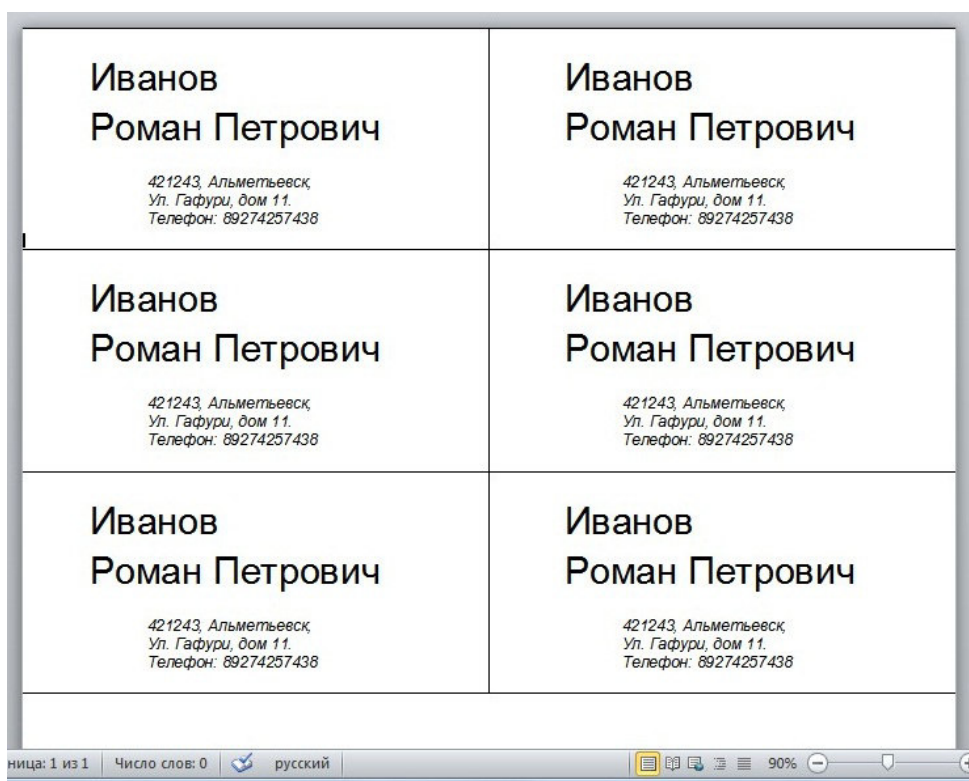 Иванов
Роман Петрович
421243, Альметьевск,
Ул. Гафури, дом 11.
Телефон: 89274257438
Иванов
Роман Петрович
421243, Альметьевск,
Ул. Гафури, дом 11.
Телефон: 89274257438
Иванов
Роман Петрович
421243, Альметьевск,
Ул. Гафури, дом 11.
Телефон: 89274257438
Иванов
Роман Петрович
421243, Альметьевск,
Ул. Гафури, дом 11.
Телефон: 89274257438
Иванов
Роман Петрович
421243, Альметьевск,
Ул. Гафури, дом 11.
Телефон: 89274257438
Иванов
Роман Петрович
421243, Альметьевск,
Ул. Гафури, дом 11.
Телефон: 89274257438
ница: 1 из 1 Число слов: 0 русский 90%